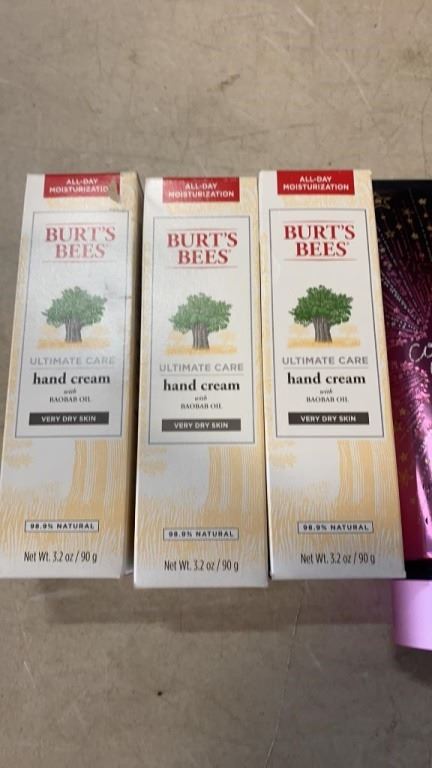 ALL-DAY
MOISTURIZATIO
BURT'S
BEES®
ULTIMATE CARE
hand cream
with
BAOBAB OIL
VERY DRY SKIN
98.9% NATURAL
Net Wt. 3.2 oz / 90 g
ALL-DAY
MOISTURIZATION
BURT'S
BEES®
ULTIMATE CARE
hand cream
with
BAOBAB OIL
VERY DRY SKIN
98.9% NATURAL
Net Wt. 3.2 oz / 90 g
ALL-DAY
MOISTURIZATION
BURT'S
BEES®
ULTIMATE CARE
hand cream
with
BAOBAB OIL
VERY DRY SKIN
98.9% NATURAL
Net Wt. 3.2 oz / 90 g